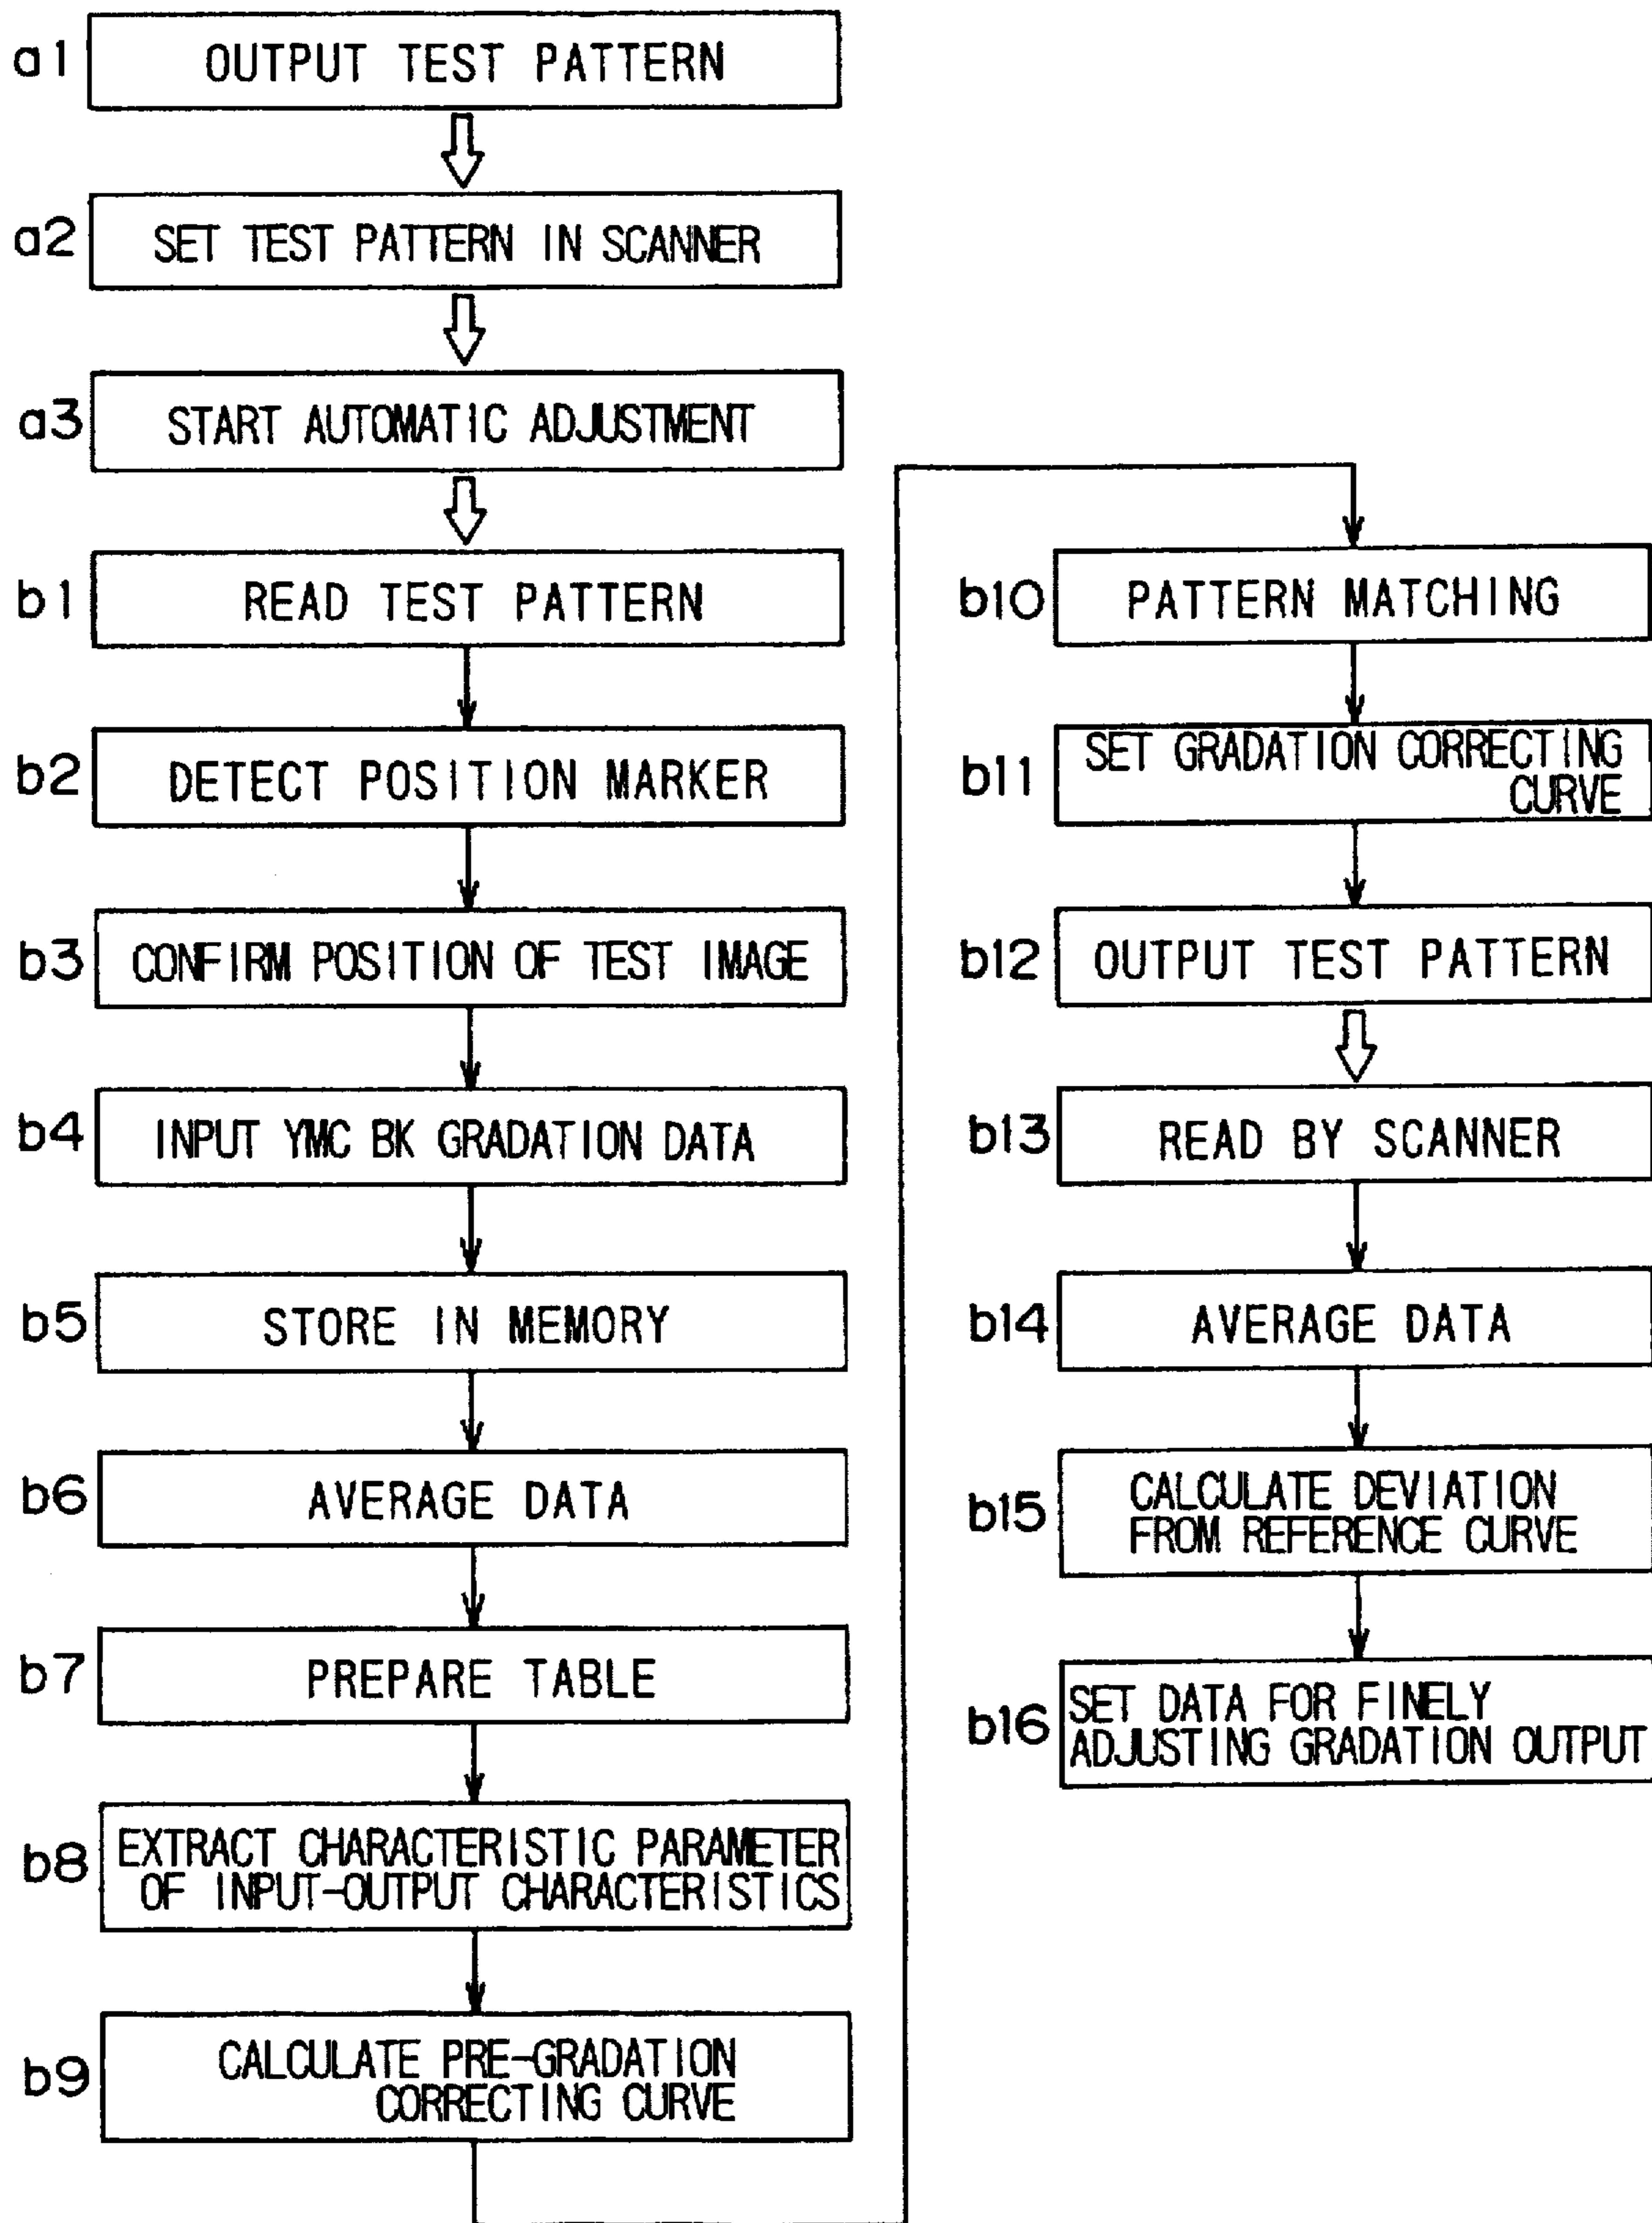 a1 OUTPUT TEST PATTERN
a2 SET TEST PATTERN IN SCANNER
a3 START AUTOMATIC ADJUSTMENT
b1 READ TEST PATTERN
b2 DETECT POSITION MARKER
b3 CONFIRM POSITION OF TEST IMAGE
b4 INPUT YMC BK GRADATION DATA
b5 STORE IN MEMORY
b6 AVERAGE DATA
b7 PREPARE TABLE
b8 EXTRACT CHARACTERISTIC PARAMETER
OF INPUT-OUTPUT CHARACTERISTICS
b9 CALCULATE PRE-GRADATION
CORRECTING CURVE
b10 PATTERN MATCHING
b11 SET GRADATION CORRECTING
CURVE
b12 OUTPUT TEST PATTERN
b13 READ BY SCANNER
b14 AVERAGE DATA
b15 CALCULATE DEVIATION
FROM REFERENCE CURVE
b16 SET DATA FOR FINELY
ADJUSTING GRADATION OUTPUT